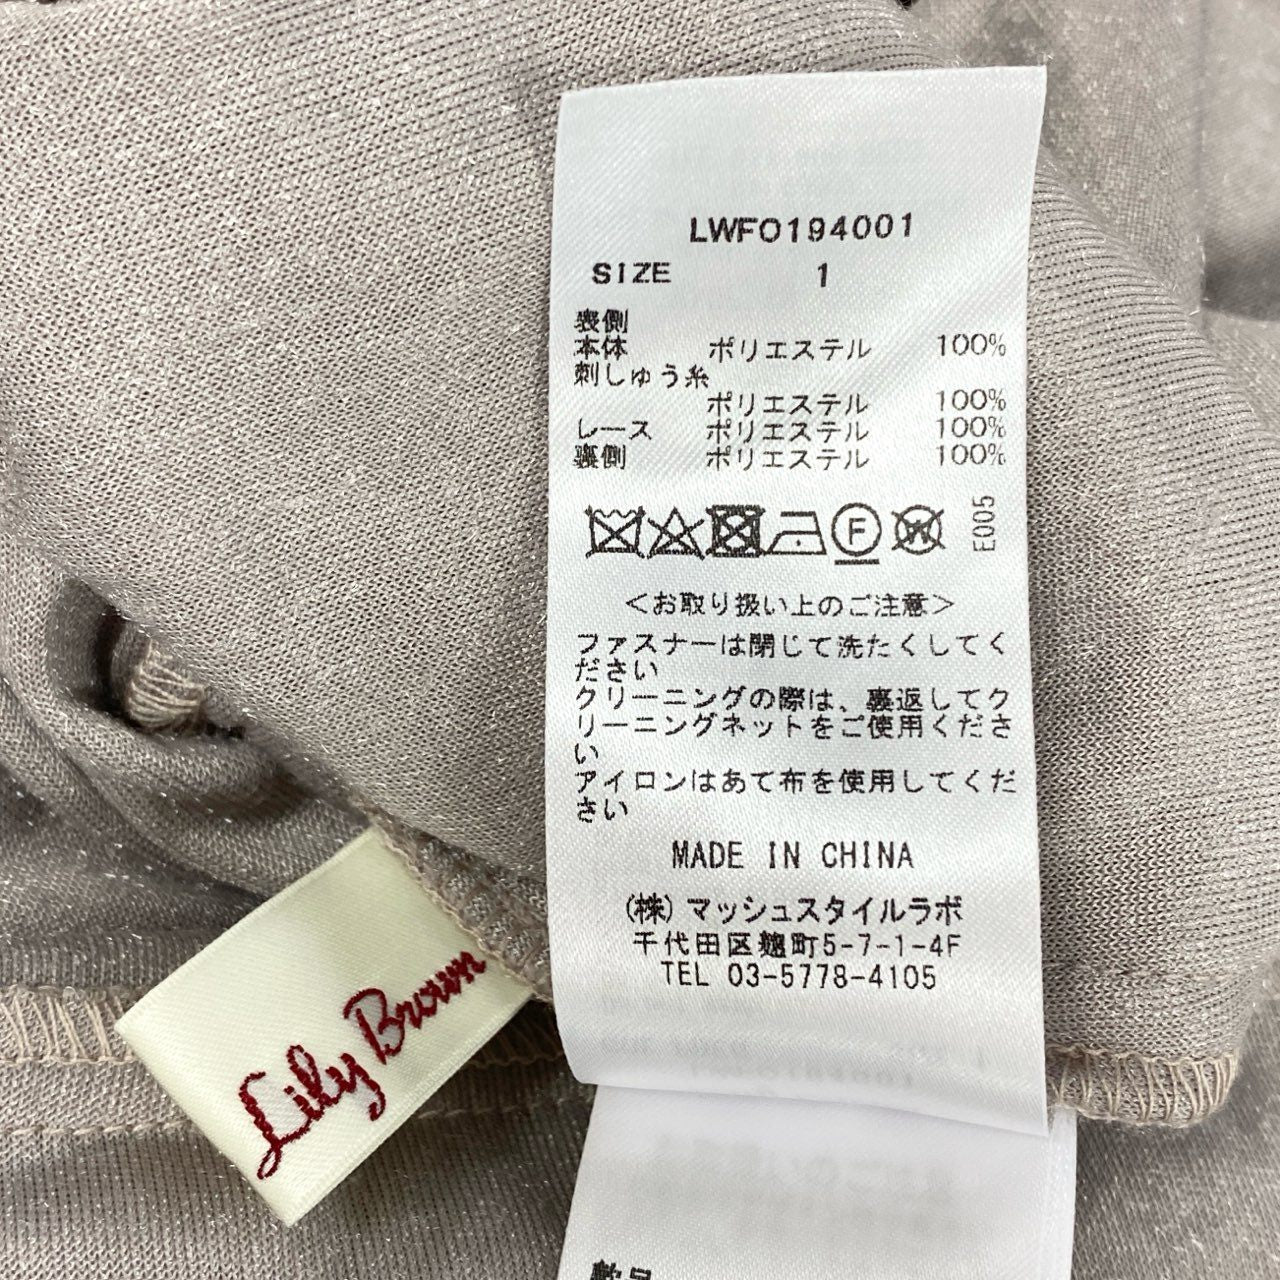 LWFO194001
SIZE 1
表側
本体 ポリエステル 100%
刺しゅう糸
ポリエステル 100%
レース ポリエステル 100%
裏側 ポリエステル 100%
F W E005
<お取り扱い上のご注意>
ファスナーは閉じて洗たくしてく
ださい
クリーニングの際は、裏返してク
リーニングネットをご使用くださ
い
アイロンはあて布を使用してくだ
さい
MADE IN CHINA
(株)マッシュスタイルラボ
千代田区麹町5-7-1-4F
TEL 03-5778-4105
Lily Brown